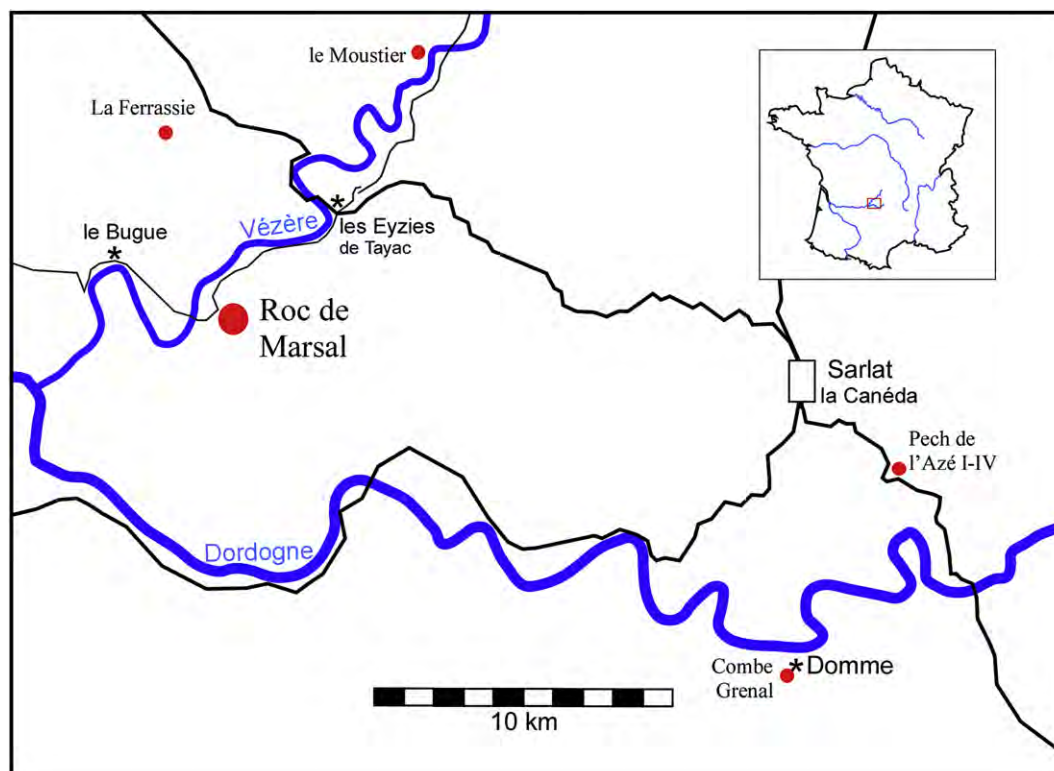 le Moustier
La Ferrassie
Vézère
les Eyzies
de Tayac
le Bugue
Roc de
Marsal
Sarlat
la Canéda
Pech de
l'Azé I-IV
Dordogne
Combe
Grenal
Domme
10 km